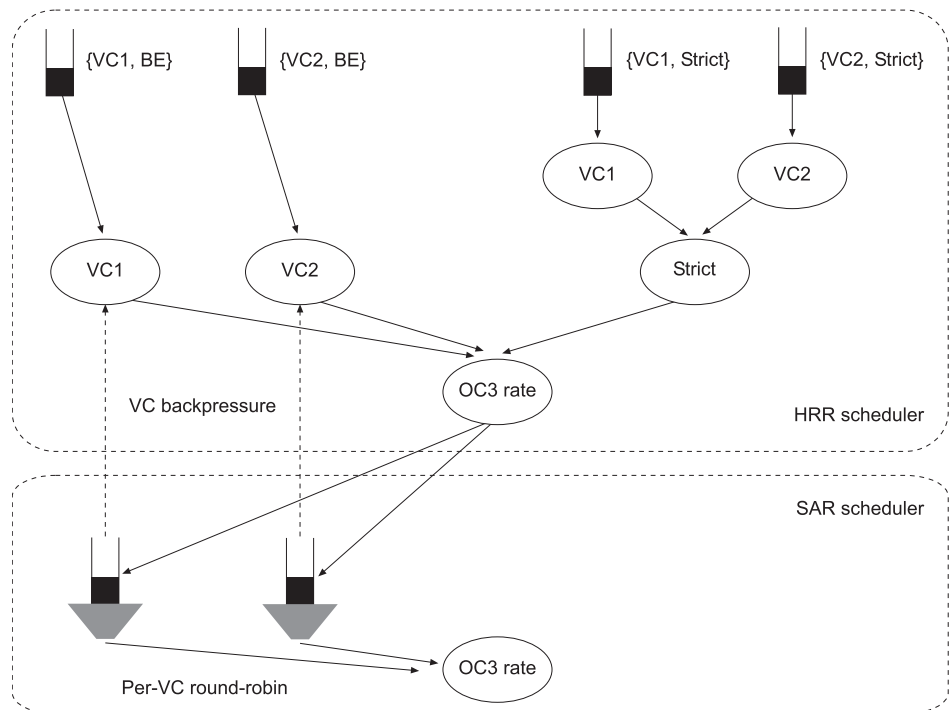 {VC1, BE}
{VC2, BE}
{VC1, Strict}
{VC2, Strict}
VC1
VC2
VC1
VC2
Strict
OC3 rate
VC backpressure
HRR scheduler
SAR scheduler
OC3 rate
Per-VC round-robin